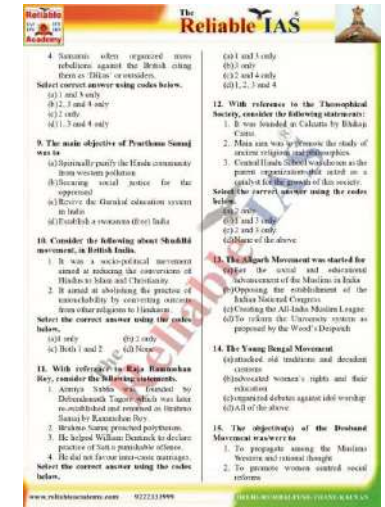 Reliable
Academy
The
Reliable IAS
4. Samants often organized mass
rebellions against the British citing
them as 'Dikus' or outsiders.
Select correct answer using codes below.
(a) 1 and 3 only
(b) 2, 3 and 4 only
(c) 2 only
(d) 1, 3 and 4 only
9. The main objective of Prarthana Samaj
was to
(a) Spiritually purify the Hindu community
from western pollution
(b) Securing social justice for the
oppressed
(c) Revive the Gurukul education system
in India
(d) Establish a swarajya (free) India
10. Consider the following about Shuddhi
movement, in British India.
1. It was a socio-political movement
aimed at reducing the conversions of
Hindus to Islam and Christianity.
2. It aimed at abolishing the practice of
untouchability by converting outcasts
from other religions to Hinduism.
Select the correct answer using the codes
below.
(a) 1 only (b) 2 only
(c) Both 1 and 2 (d) None
11. With reference to Raja Rammohan
Roy, consider the following statements.
1. Atmiya Sabha was founded by
Debendranath Tagore which was later
re-established and renamed as Brahmo
Samaj by Rammohan Roy.
2. Brahmo Samaj preached polytheism.
3. He helped William Bentinck to declare
practice of Sati a punishable offence.
4. He did not favour inter-caste marriages.
Select the correct answer using the codes
below.
(a) 1 and 3 only
(b) 3 only
(c) 2 and 4 only
(d) 1, 2, 3 and 4
12. With reference to the Theosophical
Society, consider the following statements:
1. It was founded in Calcutta by Bhikaji
Cama.
2. Main aim was to promote the study of
ancient religions and philosophies.
3. Central Hindu School was chosen as the
parent organization that acted as a
catalyst for the growth of this society.
Select the correct answer using the codes
below.
(a) 2 only
(b) 1 and 3 only
(c) 2 and 3 only
(d) None of the above
13. The Aligarh Movement was started for
(a) For the social and educational
advancement of the Muslims in India
(b) Opposing the establishment of the
Indian National Congress
(c) Creating the All-India Muslim League
(d) To reform the University system as
proposed by the Wood's Despatch
14. The Young Bengal Movement
(a) attacked old traditions and decadent
customs
(b) advocated women's rights and their
education
(c) organized debates against idol worship
(d) All of the above
15. The objective(s) of the Deoband
Movement was/were to
1. To propagate among the Muslims
Western and rational thought
2. To promote women centred social
reforms
www.reliableacademy.com 9222333999